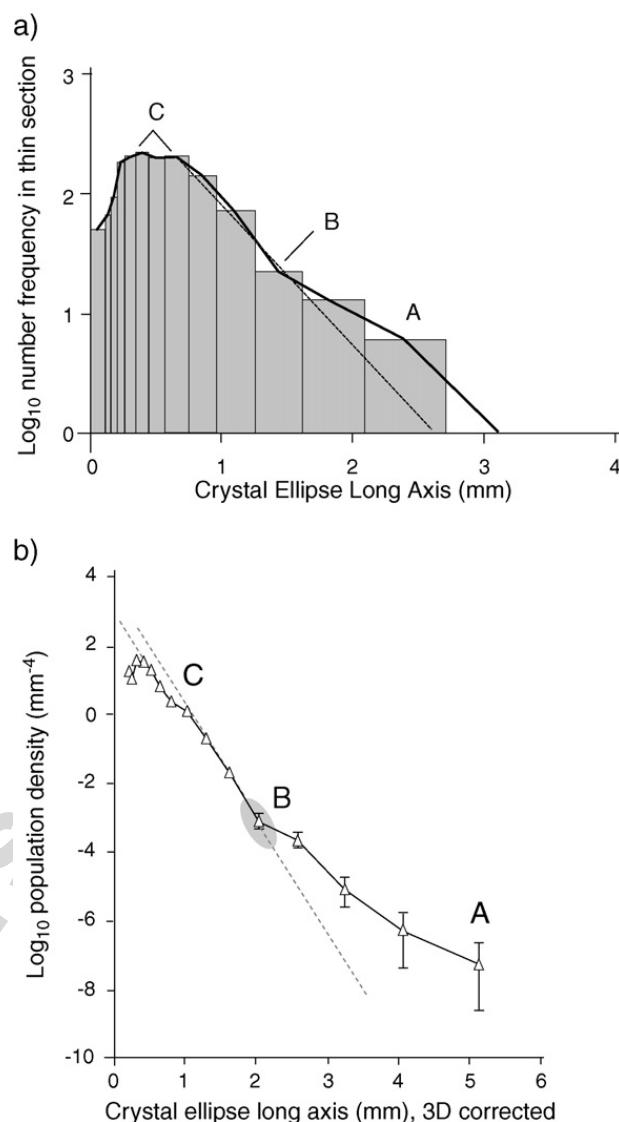 a)
Log10 number frequency in thin section
3
2
1
0
C
B
A
0 1 2 3 4
Crystal Ellipse Long Axis (mm)
b)
Log10 population density (mm-4)
4
2
0
-2
-4
-6
-8
-10
C
B
A
0 1 2 3 4 5 6
Crystal ellipse long axis (mm), 3D corrected